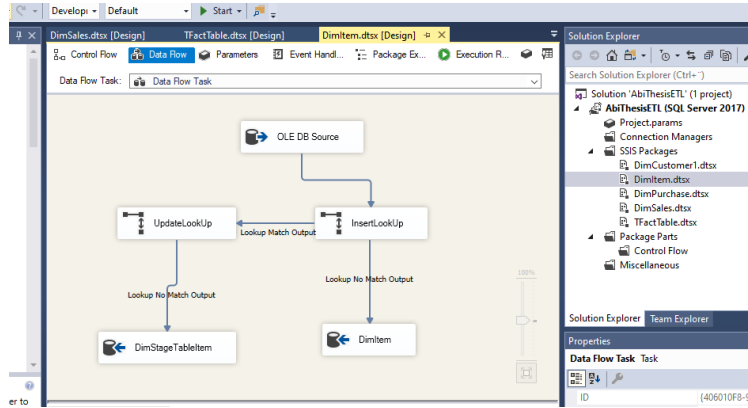 Developi
Default
Start
DimSales.dtsx [Design]
TFactTable.dtsx [Design]
DimItem.dtsx [Design]
Control Flow
Data Flow
Parameters
Event Handl...
Package Ex...
Execution R...
Data Flow Task:
Data Flow Task
OLE DB Source
UpdateLookUp
Lookup Match Output
InsertLookUp
Lookup No Match Output
Lookup No Match Output
DimStageTableItem
DimItem
100%
er to
Solution Explorer
Search Solution Explorer (Ctrl+¨)
Solution 'AbiThesisETL' (1 project)
AbiThesisETL (SQL Server 2017)
Project.params
Connection Managers
SSIS Packages
DimCustomer1.dtsx
DimItem.dtsx
DimPurchase.dtsx
DimSales.dtsx
TFactTable.dtsx
Package Parts
Control Flow
Miscellaneous
Solution Explorer
Team Explorer
Properties
Data Flow Task Task
ID
{406010F8-9